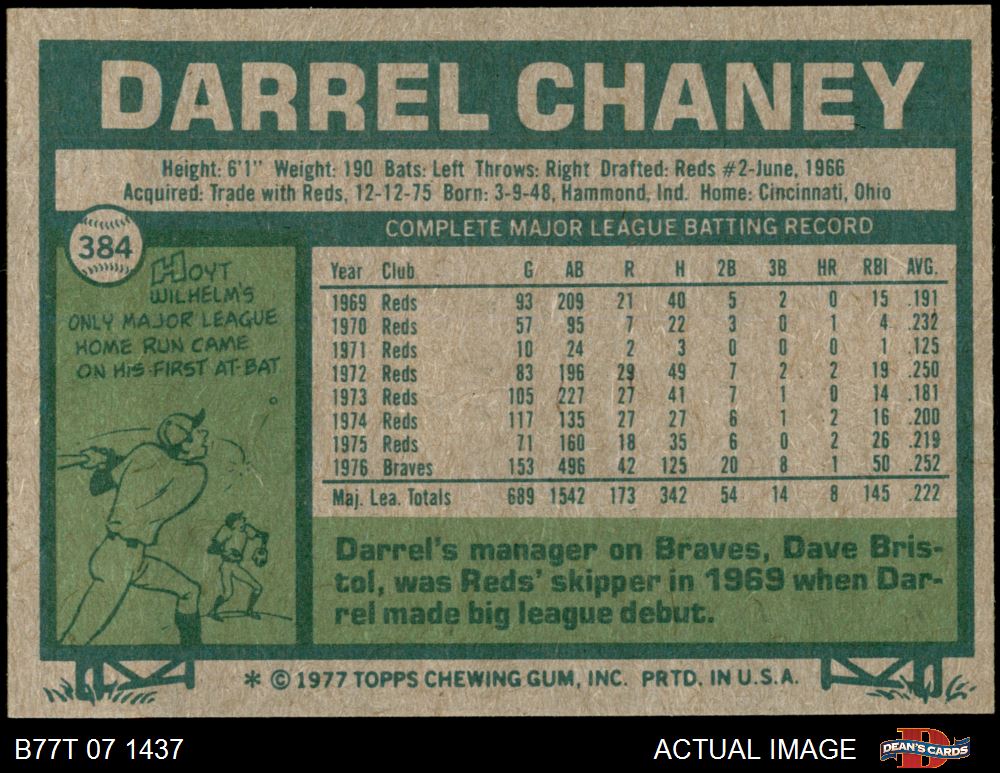 DARREL CHANEY
Height: 6'1" Weight: 190 Bats: Left Throws: Right Drafted: Reds #2-June, 1966
Acquired: Trade with Reds, 12-12-75 Born: 3-9-48, Hammond, Ind. Home: Cincinnati, Ohio
384
HOYT
WILHELM'S
ONLY MAJOR LEAGUE
HOME RUN CAME
ON HIS FIRST AT-BAT
COMPLETE MAJOR LEAGUE BATTING RECORD
Year Club G AB R H 2B 3B HR RBI AVG.
1969 Reds 93 209 21 40 5 2 0 15 .191
1970 Reds 57 95 7 22 3 0 1 4 .232
1971 Reds 10 24 2 3 0 0 0 1 .125
1972 Reds 83 196 29 49 7 2 2 19 .250
1973 Reds 105 227 27 41 7 1 0 14 .181
1974 Reds 117 135 27 27 6 1 2 16 .200
1975 Reds 71 160 18 35 6 0 2 26 .219
1976 Braves 153 496 42 125 20 8 1 50 .252
Maj. Lea. Totals 689 1542 173 342 54 14 8 145 .222
Darrel's manager on Braves, Dave Bris-
tol, was Reds' skipper in 1969 when Dar-
rel made big league debut.
* © 1977 TOPPS CHEWING GUM, INC. PRTD. IN U.S.A.
B77T 07 1437
ACTUAL IMAGE
DEAN'S CARDS